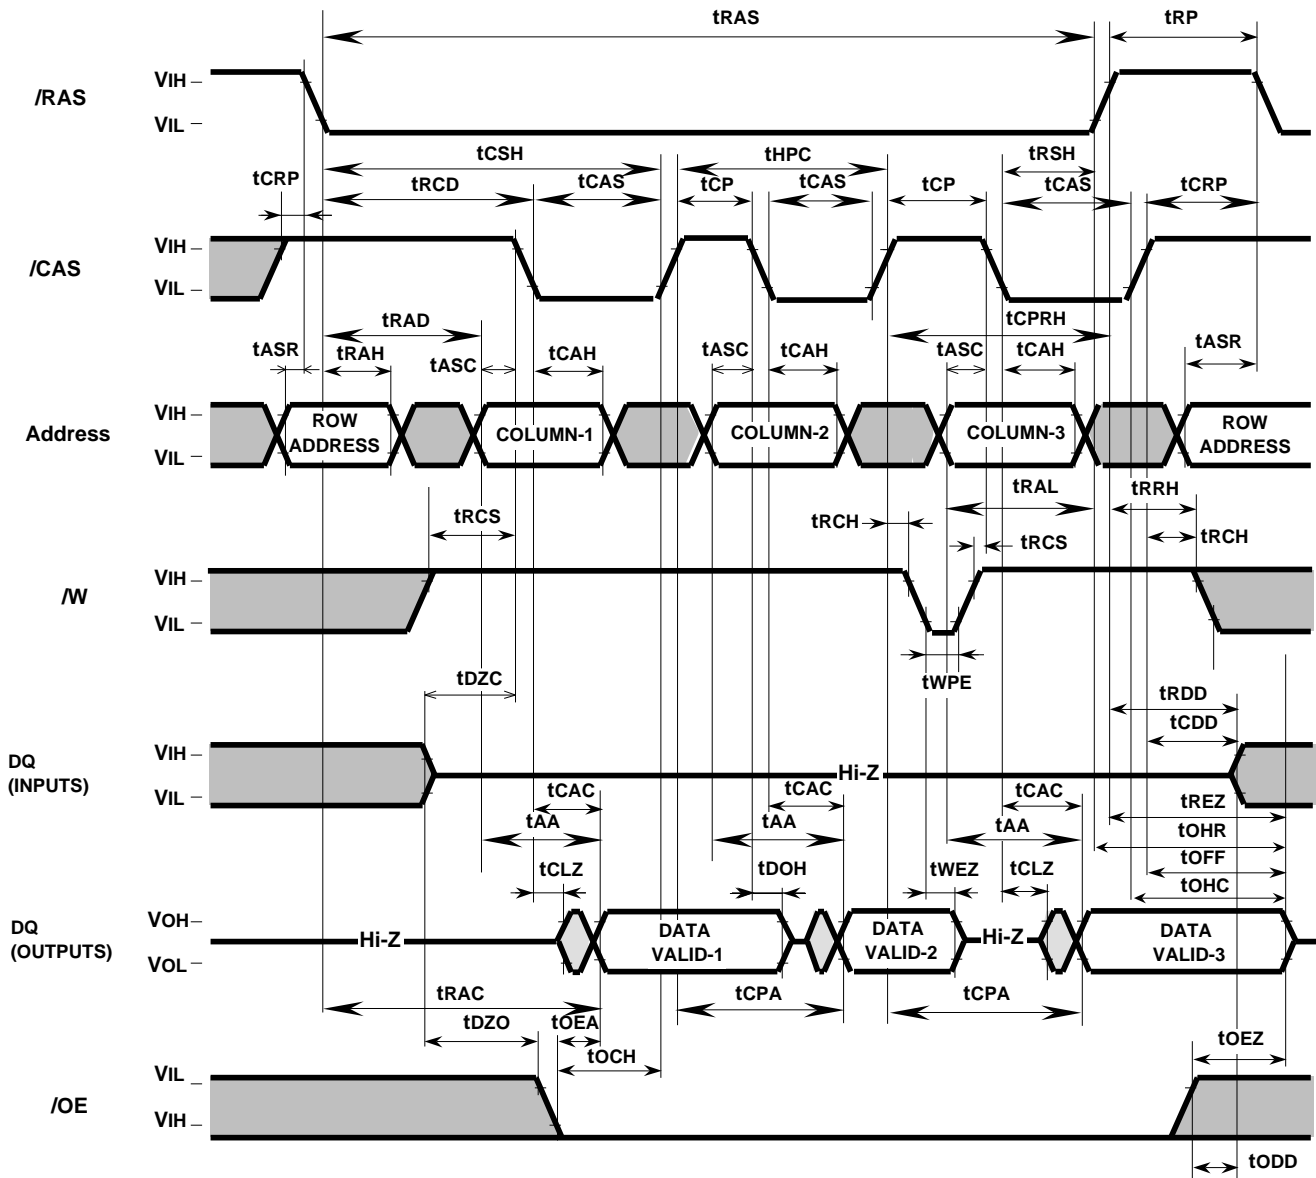 tRAS
tRP
VIH
/RAS
VIL
tCSH
tHPC
tRSH
tCRP
tRCD
tCAS
tCP
tCAS
tCP
tCAS
tCRP
VIH
/CAS
VIL
tRAD
tCPRH
tASR
tRAH
tASC
tCAH
tASC
tCAH
tASC
tCAH
tASR
VIH
Address
VIL
ROW
ADDRESS
COLUMN-1
COLUMN-2
COLUMN-3
ROW
ADDRESS
tRAL
tRRH
tRCS
tRCH
tRCS
tRCH
VIH
/W
VIL
tWPE
tDZC
tRDD
tCDD
DQ
(INPUTS)
VIH
VIL
Hi-Z
tCAC
tCAC
tCAC
tREZ
tAA
tAA
tAA
tOHR
tCLZ
tDOH
tWEZ
tCLZ
tOFF
tOHC
DQ
(OUTPUTS)
VOH
VOL
Hi-Z
DATA
VALID-1
DATA
VALID-2
Hi-Z
DATA
VALID-3
tRAC
tCPA
tCPA
tDZO
tOEA
tOCH
tOEZ
VIL
/OE
VIH
tODD